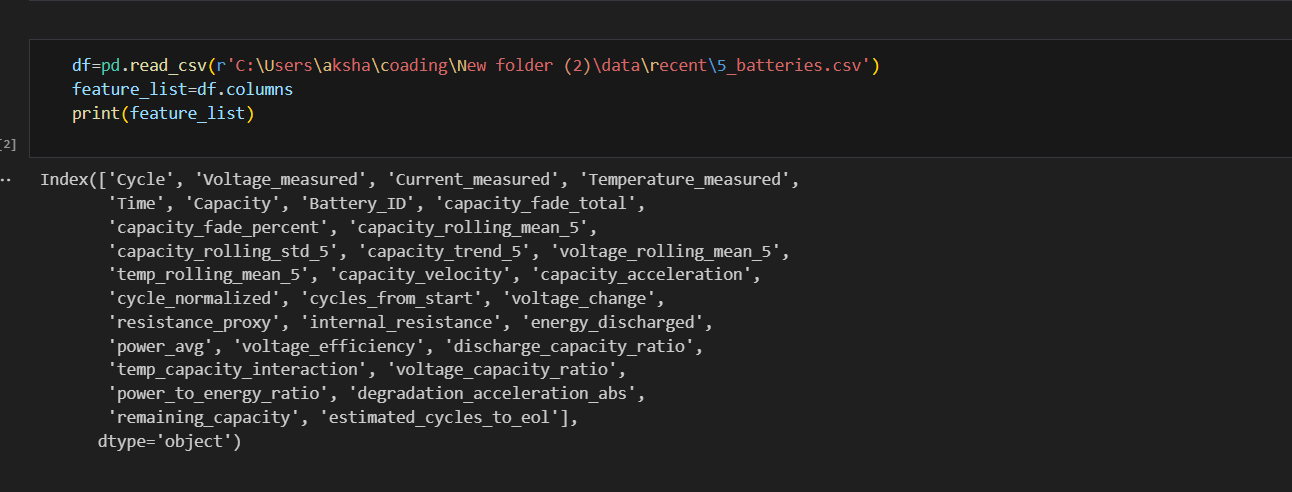 df=pd.read_csv(r'C:\Users\aksha\coading\New folder (2)\data\recent\5_batteries.csv')
feature_list=df.columns
print(feature_list)
[2]
Index(['Cycle', 'Voltage_measured', 'Current_measured', 'Temperature_measured',
'Time', 'Capacity', 'Battery_ID', 'capacity_fade_total',
'capacity_fade_percent', 'capacity_rolling_mean_5',
'capacity_rolling_std_5', 'capacity_trend_5', 'voltage_rolling_mean_5',
'temp_rolling_mean_5', 'capacity_velocity', 'capacity_acceleration',
'cycle_normalized', 'cycles_from_start', 'voltage_change',
'resistance_proxy', 'internal_resistance', 'energy_discharged',
'power_avg', 'voltage_efficiency', 'discharge_capacity_ratio',
'temp_capacity_interaction', 'voltage_capacity_ratio',
'power_to_energy_ratio', 'degradation_acceleration_abs',
'remaining_capacity', 'estimated_cycles_to_eol'],
dtype='object')